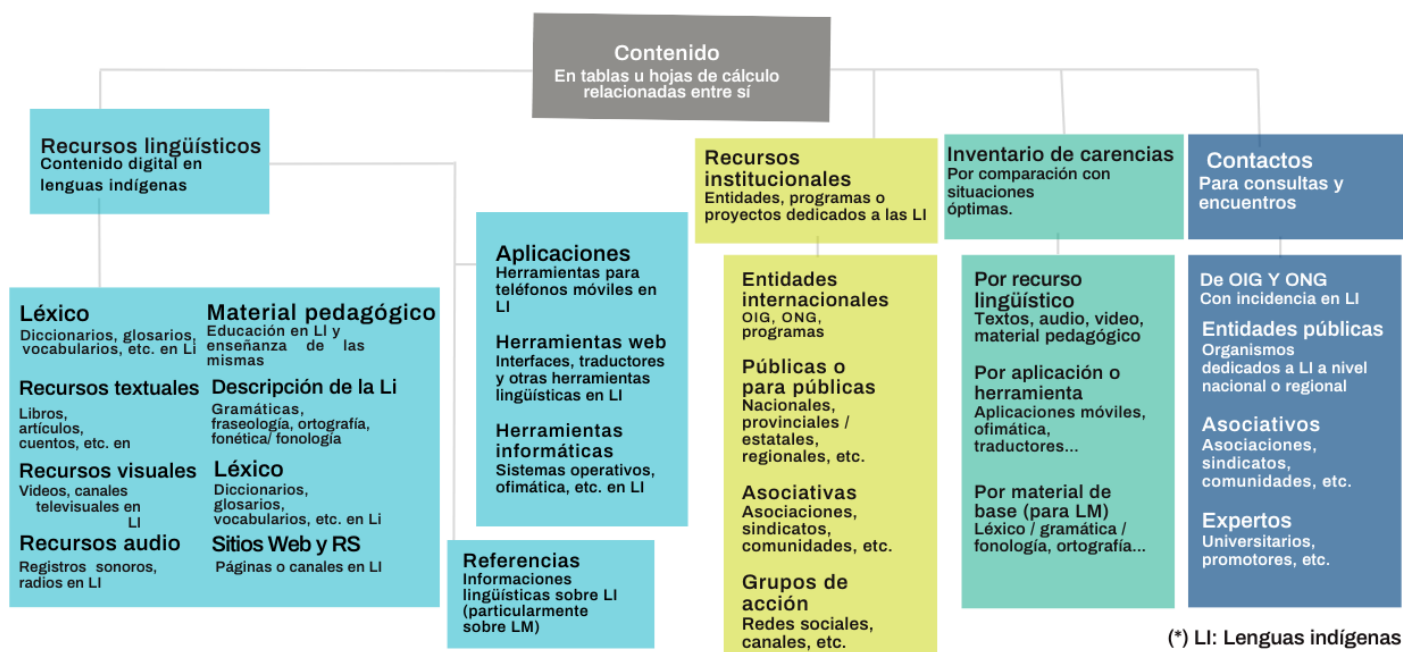 Contenido
En tablas u hojas de cálculo
relacionadas entre sí
Recursos lingüísticos
Contenido digital en
lenguas indígenas
Léxico
Diccionarios, glosarios,
vocabularios, etc. en Li
Material pedagógico
Educación en LI y
enseñanza de las
mismas
Recursos textuales
Libros,
artículos,
cuentos, etc. en
Descripción de la Li
Gramáticas,
fraseología, ortografía,
fonética/ fonología
Recursos visuales
Videos, canales
televisuales en
LI
Léxico
Diccionarios,
glosarios,
vocabularios, etc. en Li
Recursos audio
Registros sonoros,
radios en LI
Sitios Web y RS
Páginas o canales en LI
Aplicaciones
Herramientas para
teléfonos móviles en
LI
Herramientas web
Interfaces, traductores
y otras herramientas
lingüísticas en LI
Herramientas
informáticas
Sistemas operativos,
ofimática, etc. en LI
Referencias
Informaciones
lingüísticas sobre LI
(particularmente
sobre LM)
Recursos
institucionales
Entidades, programas o
proyectos dedicados a las LI
Entidades
internacionales
OIG, ONG,
programas
Públicas o
para públicas
Nacionales,
provinciales /
estatales,
regionales, etc.
Asociativas
Asociaciones,
sindicatos,
comunidades, etc.
Grupos de
acción
Redes sociales,
canales, etc.
Inventario de carencias
Por comparación con
situaciones
óptimas.
Por recurso
lingüístico
Textos, audio, video,
material pedagógico
Por aplicación o
herramienta
Aplicaciones móviles,
ofimática,
traductores...
Por material de
base (para LM)
Léxico / gramática /
fonología, ortografía...
Contactos
Para consultas y
encuentros
De OIG Y ONG
Con incidencia en LI
Entidades públicas
Organismos
dedicados a LI a nivel
nacional o regional
Asociativos
Asociaciones,
sindicatos,
comunidades, etc.
Expertos
Universitarios,
promotores, etc.
(*) LI: Lenguas indígenas